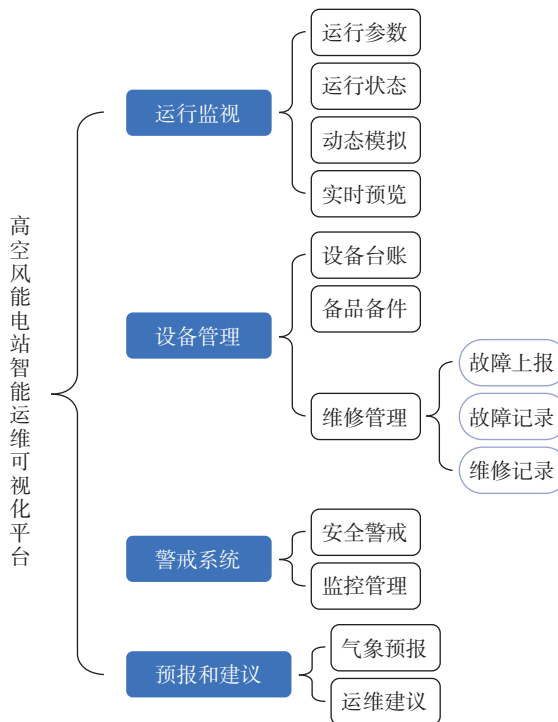 高空风能电站智能运维可视化平台
运行监视
运行参数
运行状态
动态模拟
实时预览
设备管理
设备台账
备品备件
维修管理
故障上报
故障记录
维修记录
警戒系统
安全警戒
监控管理
预报和建议
气象预报
运维建议